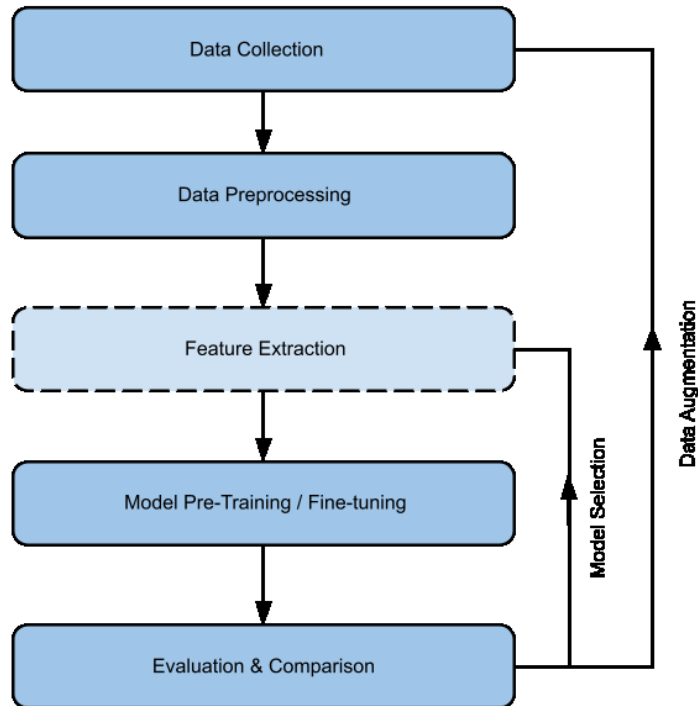 Data Collection
Data Preprocessing
Feature Extraction
Model Pre-Training / Fine-tuning
Evaluation & Comparison
Model Selection
Data Augmentation